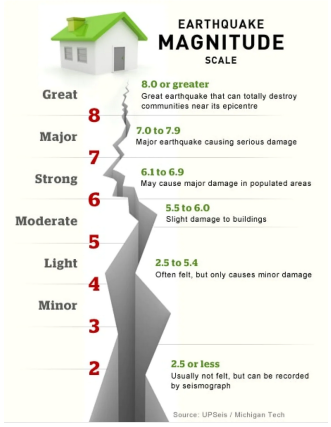 EARTHQUAKE
MAGNITUDE
SCALE
Great
8.0 or greater
Great earthquake that can totally destroy
communities near its epicentre
8
Major
7.0 to 7.9
Major earthquake causing serious damage
7
Strong
6.1 to 6.9
May cause major damage in populated areas
6
Moderate
5.5 to 6.0
Slight damage to buildings
5
Light
2.5 to 5.4
Often felt, but only causes minor damage
4
Minor
3
2
2.5 or less
Usually not felt, but can be recorded
by seismograph
Source: UPSeis / Michigan Tech